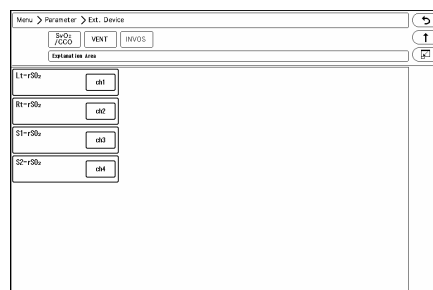 Menu > Parameter > Ext. Device
SvO₂
/CCO
VENT
INVOS
Explanation Area
Lt-rSO₂
ch1
Rt-rSO₂
ch2
S1-rSO₂
ch3
S2-rSO₂
ch4